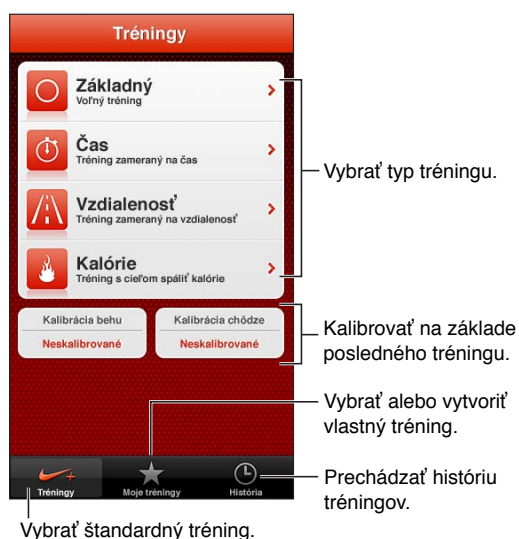 Tréningy
Základný
Voľný tréning
Čas
Tréning zameraný na čas
Vzdialenosť
Tréning zameraný na vzdialenosť
Kalórie
Tréning s cieľom spáliť kalórie
Vybrať typ tréningu.
Kalibrácia behu
Neskalibrované
Kalibrácia chôdze
Neskalibrované
Kalibrovať na základe
posledného tréningu.
Vybrať alebo vytvoriť
vlastný tréning.
Tréningy
Moje tréningy
História
Prechádzať históriu
tréningov.
Vybrať štandardný tréning.